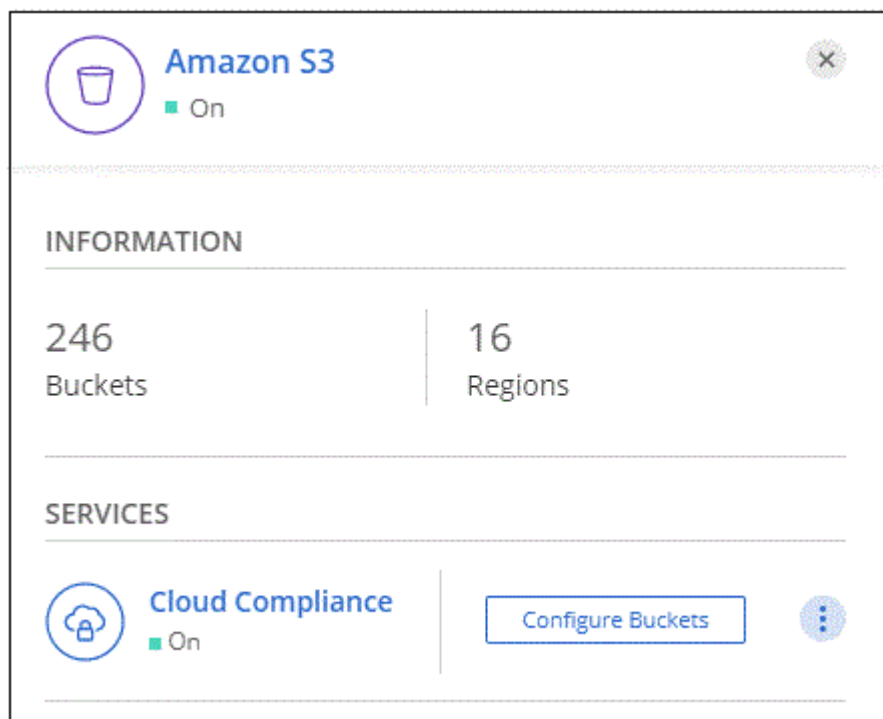 Amazon S3
On
INFORMATION
246
Buckets
16
Regions
SERVICES
Cloud Compliance
On
Configure Buckets